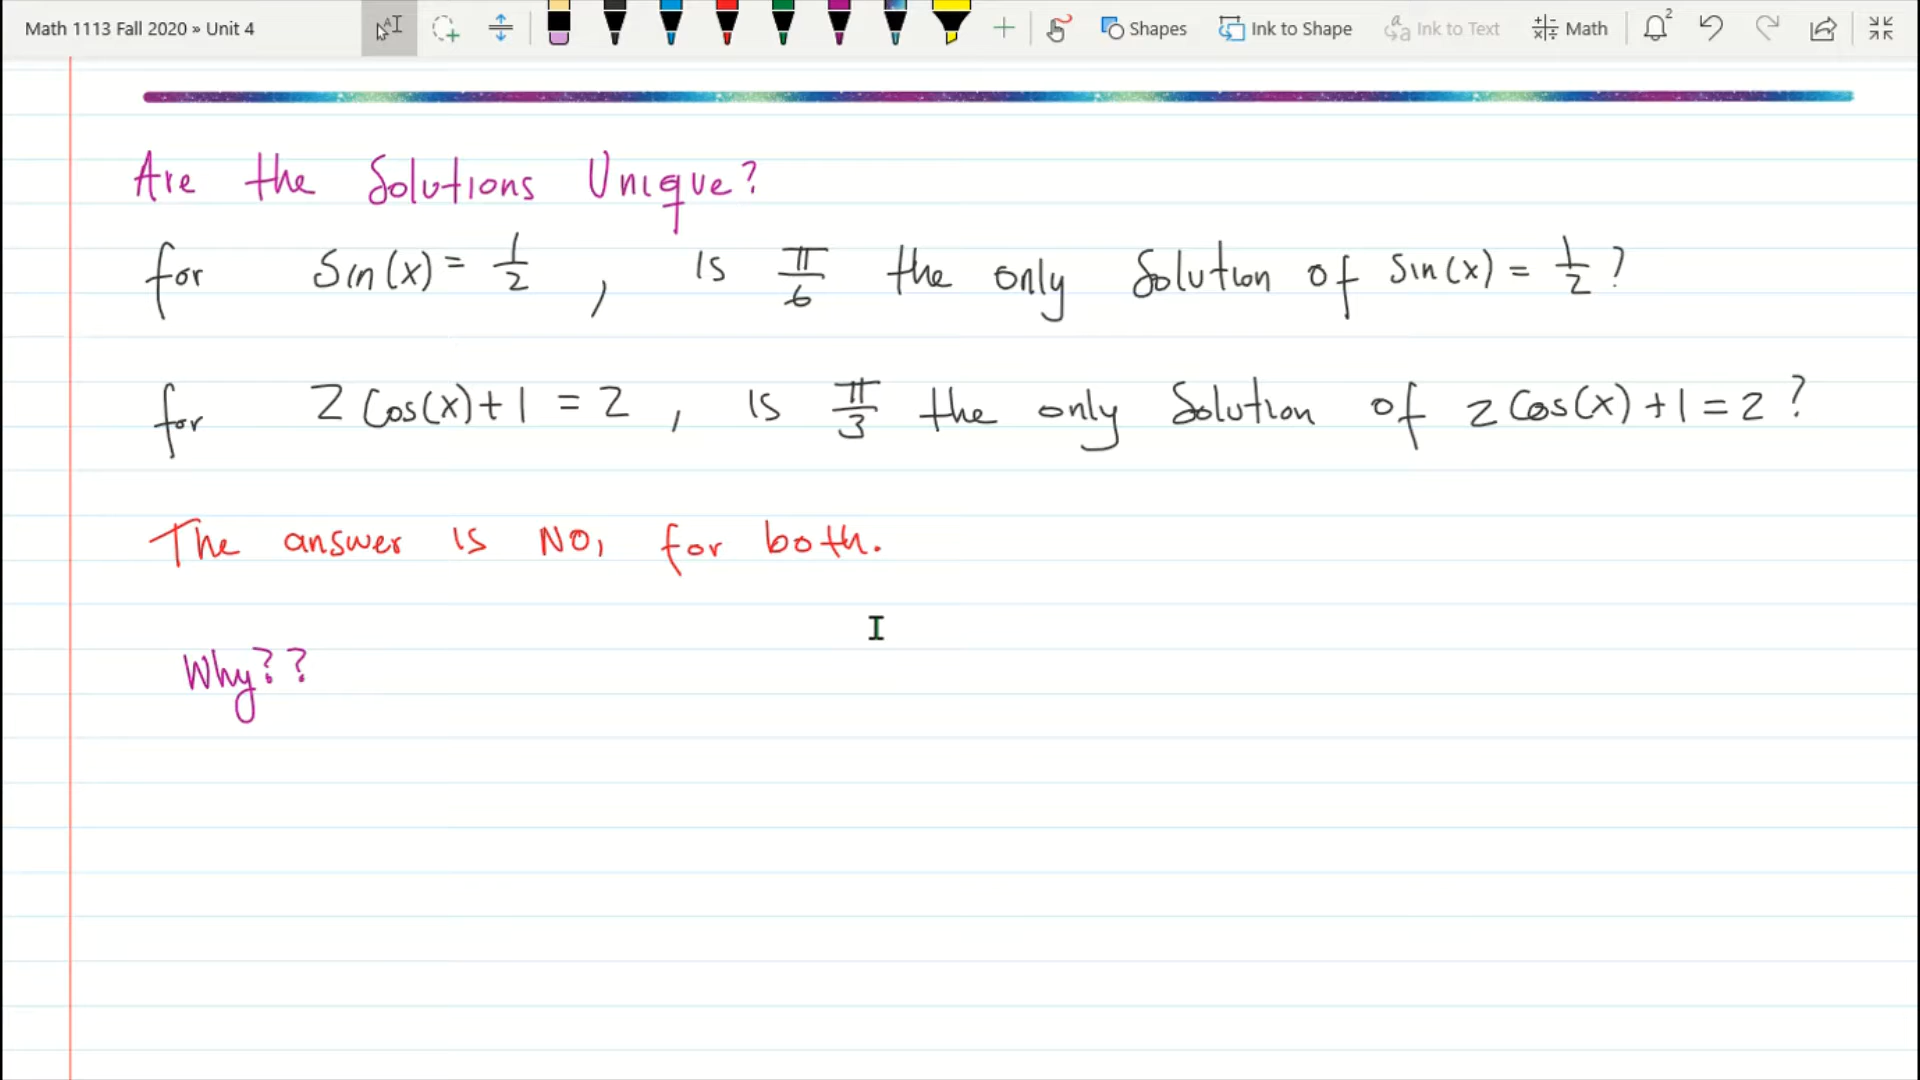 Math 1113 Fall 2020 » Unit 4
Shapes Ink to Shape Ink to Text Math 2
Are the Solutions Unique?
for Sin(x) = 1/2 , is π/6 the only Solution of Sin(x) = 1/2 ?
for 2 Cos(x) + 1 = 2 , is π/3 the only Solution of 2 Cos(x) + 1 = 2 ?
The answer is NO, for both.
Why??